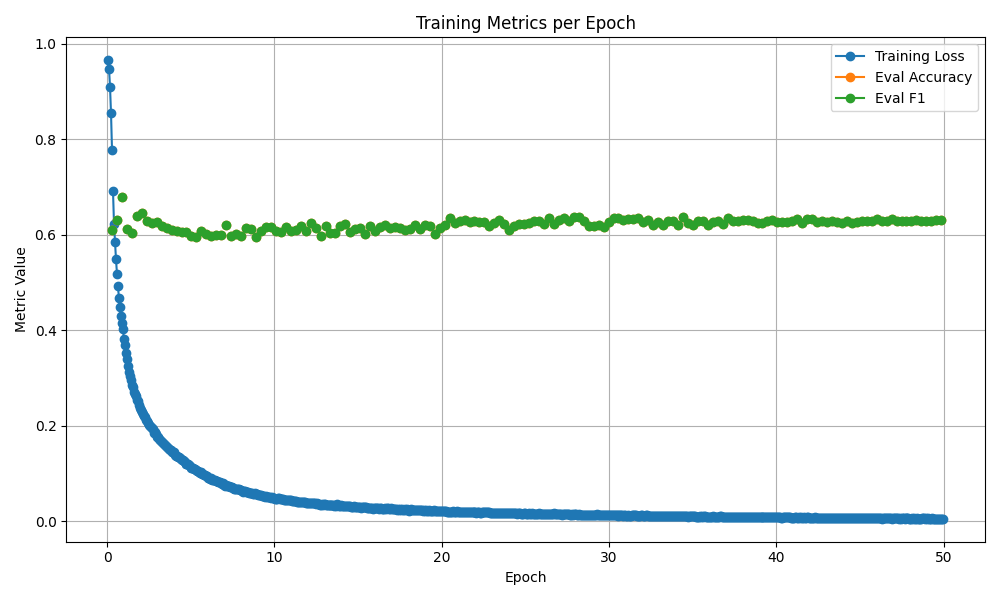 Training Metrics per Epoch
Training Loss
Eval Accuracy
Eval F1
Metric Value
1.0
0.8
0.6
0.4
0.2
0.0
0 10 20 30 40 50
Epoch